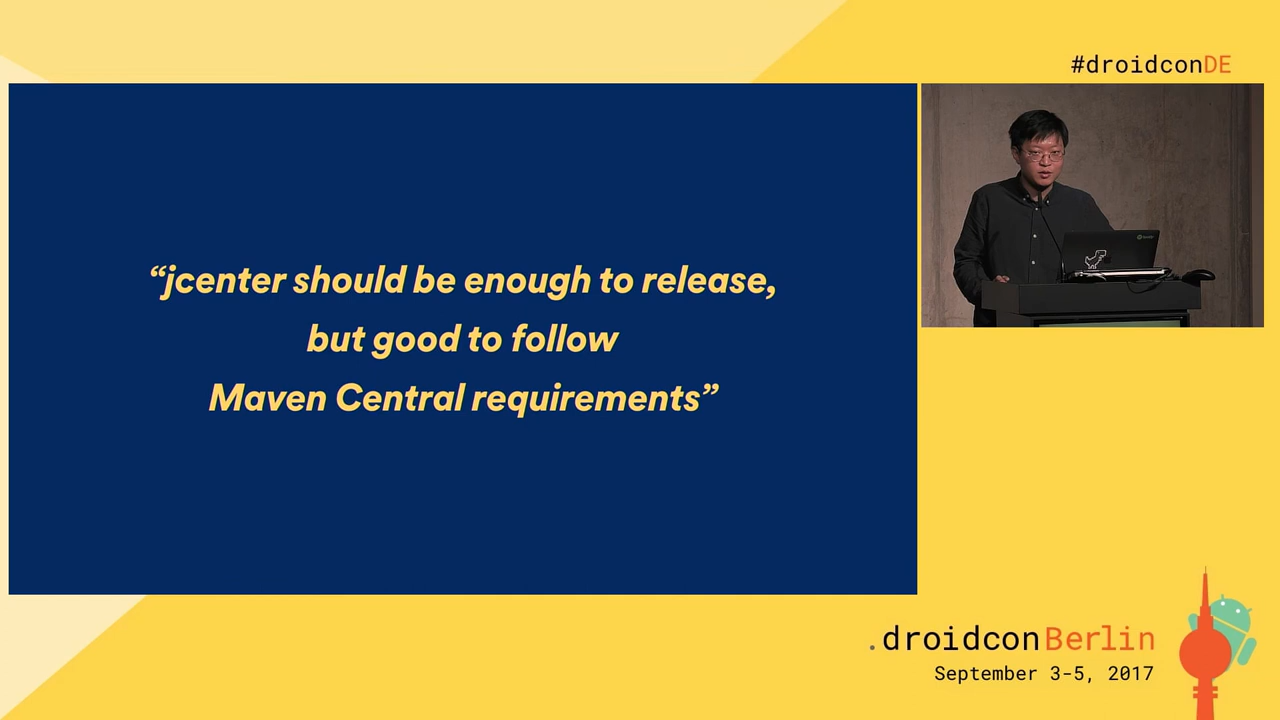 #droidconDE
“jcenter should be enough to release,
but good to follow
Maven Central requirements”
.droidconBerlin
September 3-5, 2017